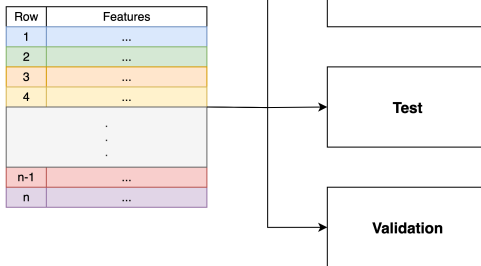 Row Features
1 ...
2 ...
3 ...
4 ...
.
.
.
n-1 ...
n ...
Test
Validation